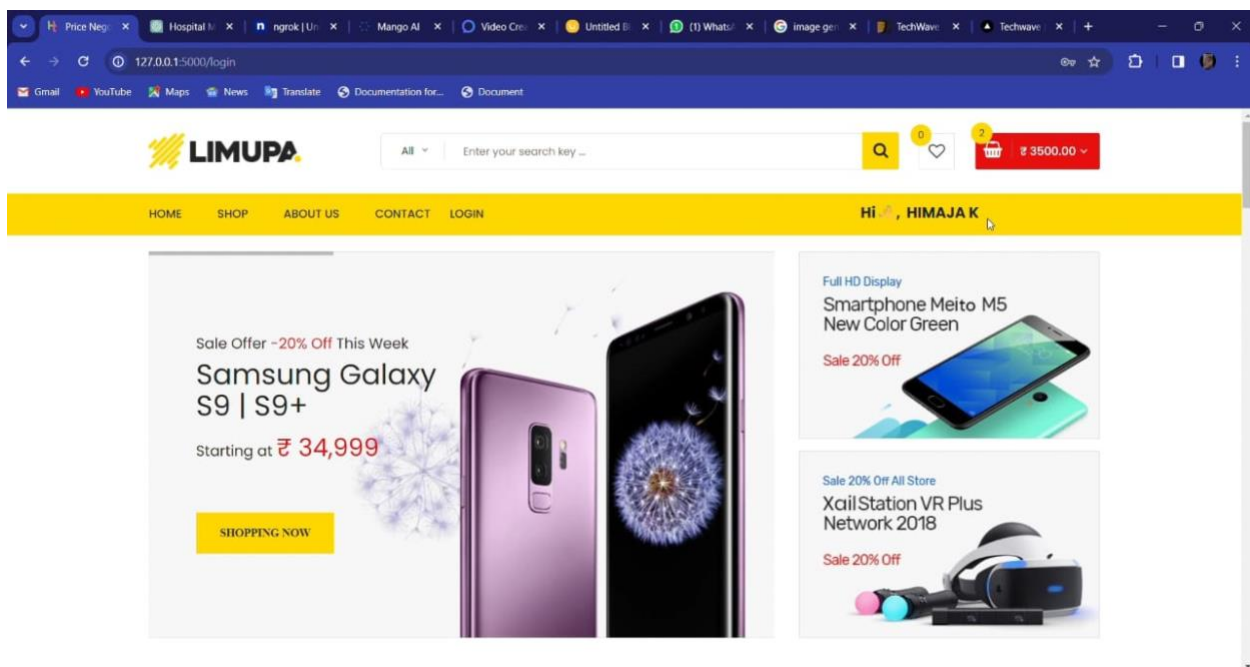 Price Neg
Hospital M
ngrok | Un
Mango AI
Video Cre
Untitled B
(1) Whats
image gen
TechWave
Techwave
127.0.0.1:5000/login
Gmail
YouTube
Maps
News
Translate
Documentation for...
Document
LIMUPA.
All
Enter your search key ...
0
2
₹ 3500.00
HOME
SHOP
ABOUT US
CONTACT
LOGIN
Hi 👋, HIMAJA K
Sale Offer -20% Off This Week
Samsung Galaxy
S9 | S9+
Starting at ₹ 34,999
SHOPPING NOW
Full HD Display
Smartphone Meito M5
New Color Green
Sale 20% Off
Sale 20% Off All Store
XailStation VR Plus
Network 2018
Sale 20% Off